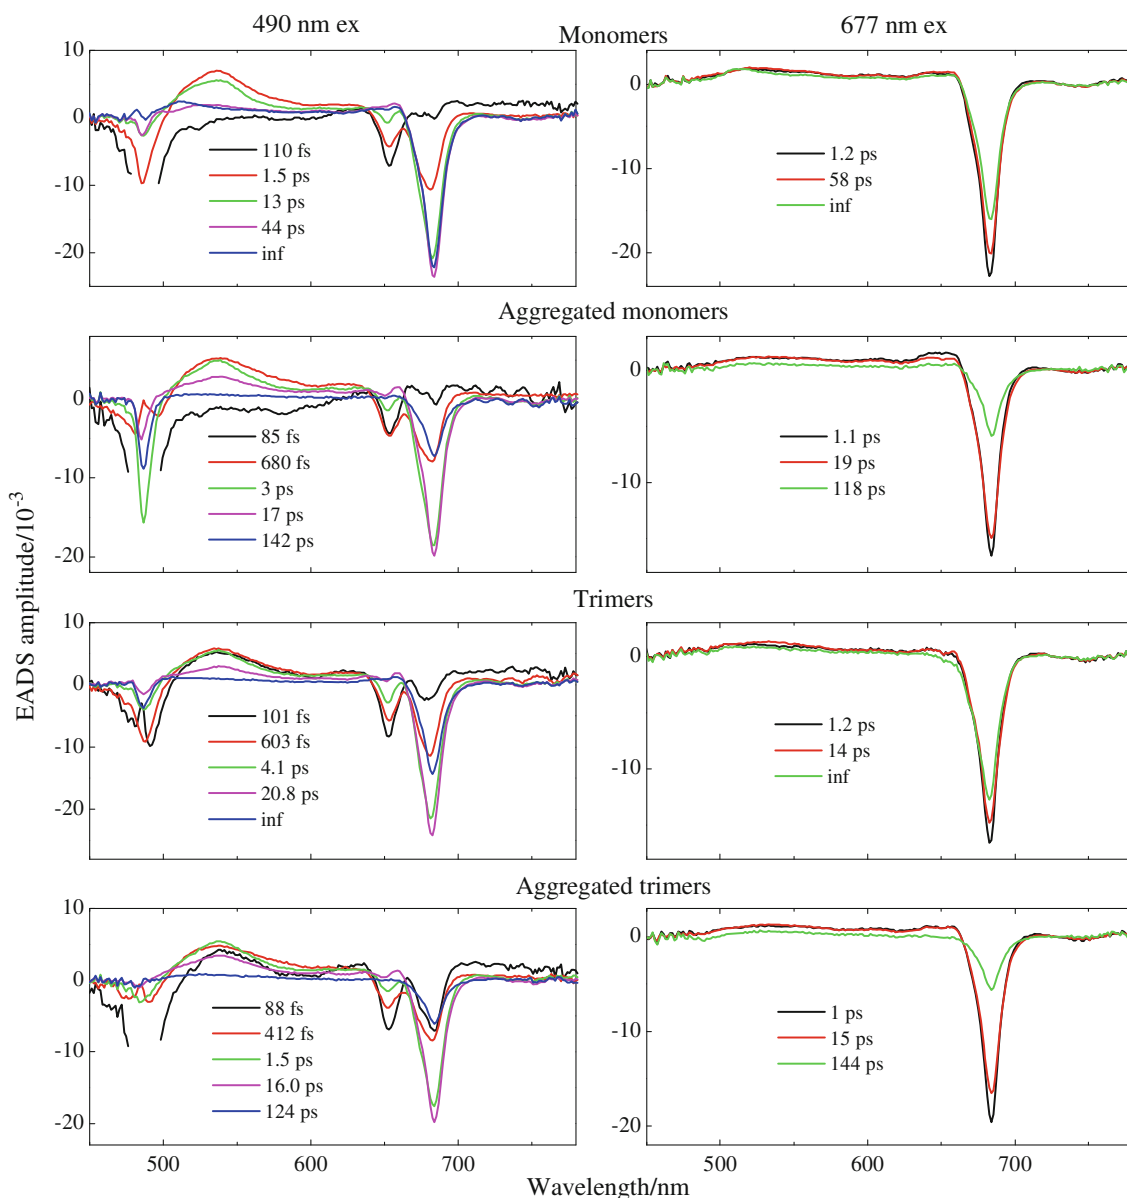 490 nm ex
677 nm ex
Monomers
10
0
-10
-20
110 fs
1.5 ps
13 ps
44 ps
inf
0
-10
-20
1.2 ps
58 ps
inf
Aggregated monomers
0
-10
-20
85 fs
680 fs
3 ps
17 ps
142 ps
0
-10
1.1 ps
19 ps
118 ps
Trimers
10
0
-10
-20
101 fs
603 fs
4.1 ps
20.8 ps
inf
0
-10
1.2 ps
14 ps
inf
Aggregated trimers
10
0
-10
-20
88 fs
412 fs
1.5 ps
16.0 ps
124 ps
0
-10
-20
1 ps
15 ps
144 ps
500 600 700
500 600 700
Wavelength/nm
EADS amplitude/10⁻³